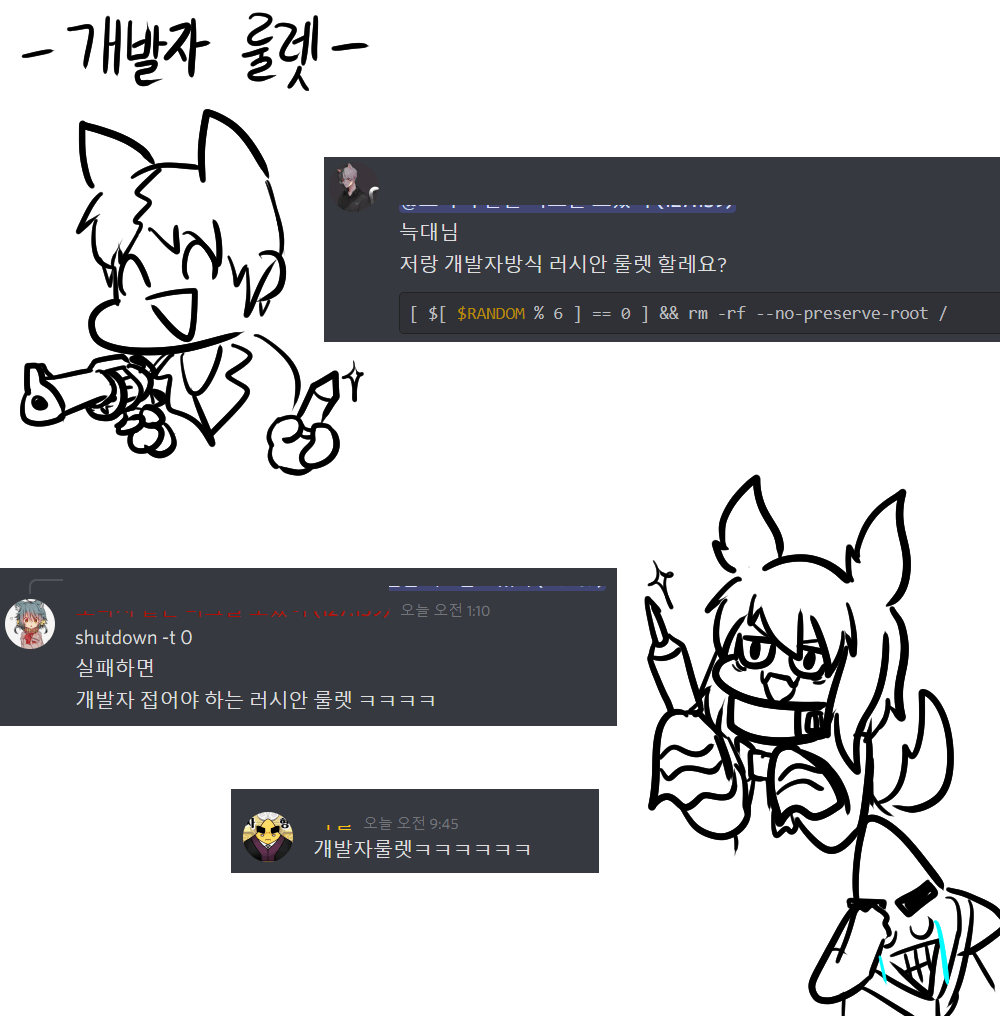 - 개발자 룰렛 -
늑대님
저랑 개발자방식 러시안 룰렛 할레요?
[ $[ $RANDOM % 6 ] == 0 ] && rm -rf --no-preserve-root /
오늘 오전 1:10
shutdown -t 0
실패하면
개발자 접어야 하는 러시안 룰렛 ㅋㅋㅋㅋ
오늘 오전 9:45
개발자룰렛ㅋㅋㅋㅋㅋㅋ